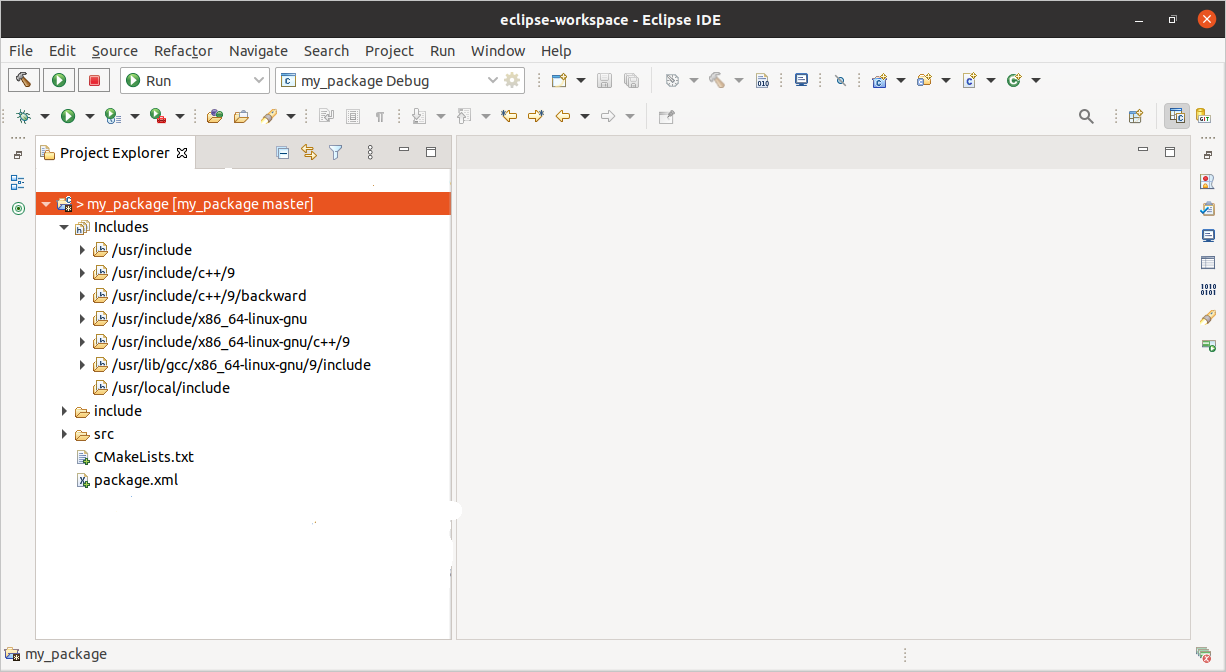 eclipse-workspace - Eclipse IDE
File Edit Source Refactor Navigate Search Project Run Window Help
Run my_package Debug
Project Explorer
> my_package [my_package master]
Includes
/usr/include
/usr/include/c++/9
/usr/include/c++/9/backward
/usr/include/x86_64-linux-gnu
/usr/include/x86_64-linux-gnu/c++/9
/usr/lib/gcc/x86_64-linux-gnu/9/include
/usr/local/include
include
src
CMakeLists.txt
package.xml
my_package